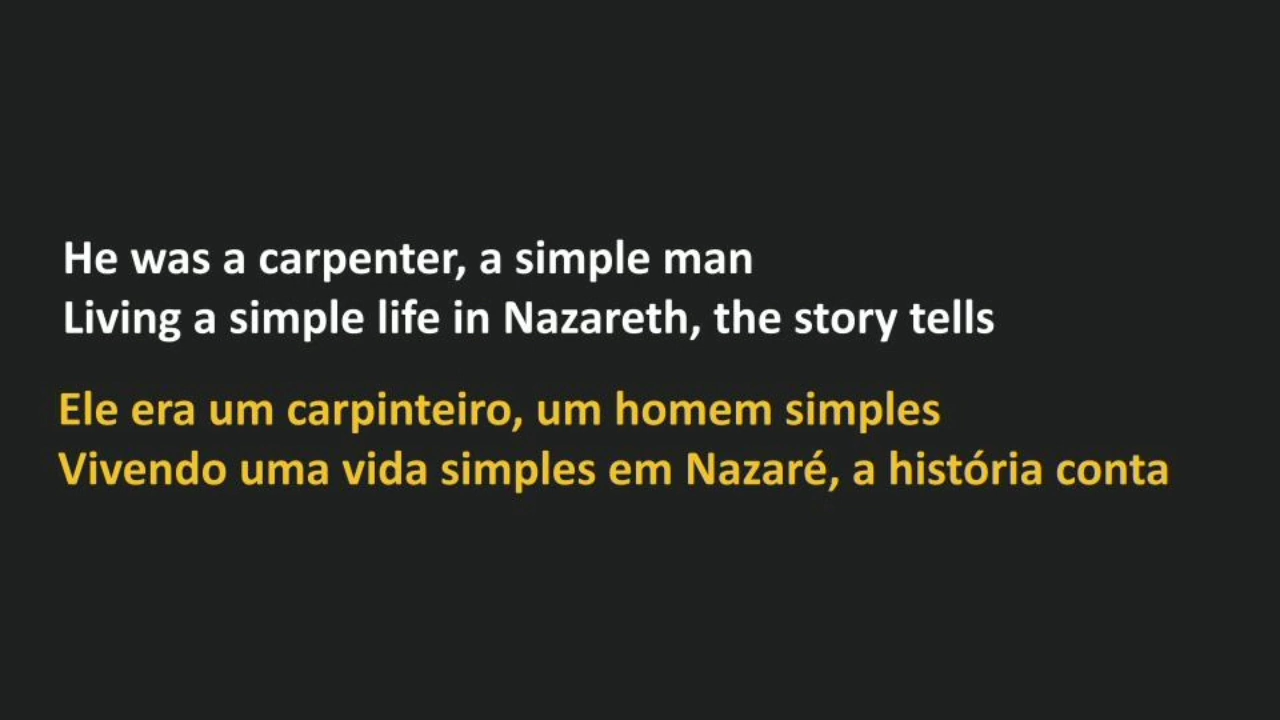 He was a carpenter, a simple man
Living a simple life in Nazareth, the story tells
Ele era um carpinteiro, um homem simples
Vivendo uma vida simples em Nazaré, a história conta